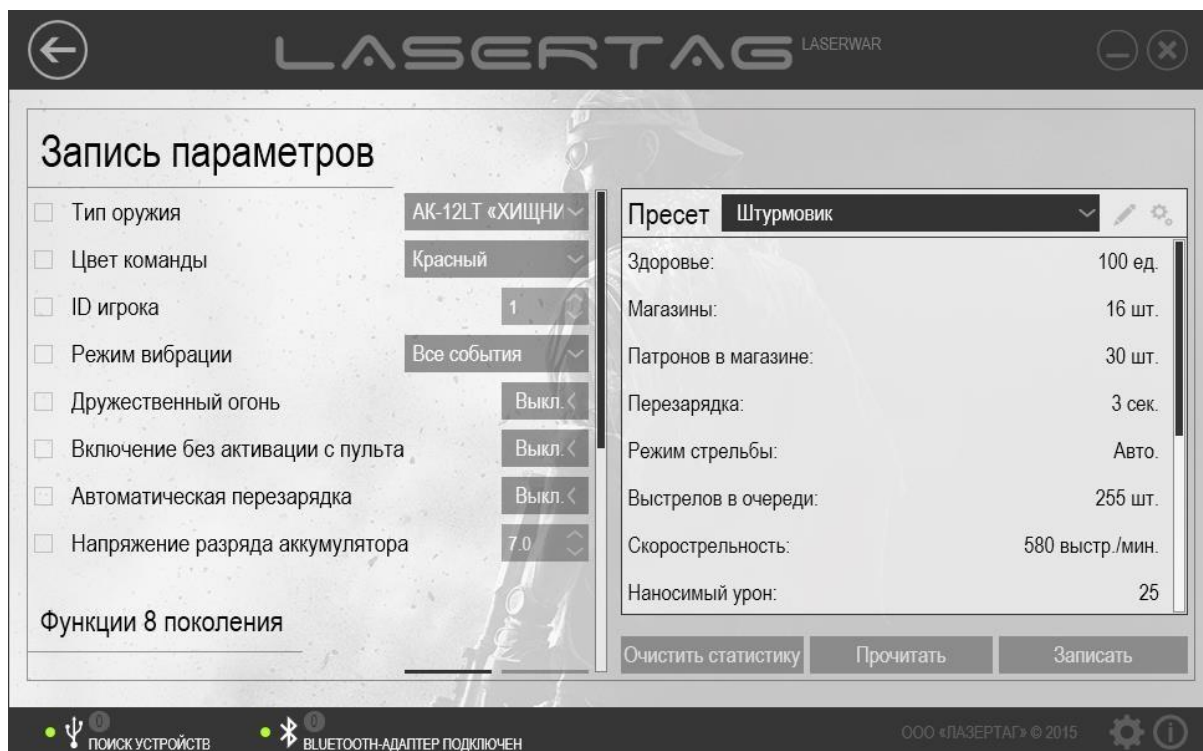 LASERTAG LASERWAR
Запись параметров
Тип оружия АК-12LT «ХИЩНИ
Цвет команды Красный
ID игрока 1
Режим вибрации Все события
Дружественный огонь Выкл.
Включение без активации с пульта Выкл.
Автоматическая перезарядка Выкл.
Напряжение разряда аккумулятора 7.0
Функции 8 поколения
Пресет Штурмовик
Здоровье: 100 ед.
Магазины: 16 шт.
Патронов в магазине: 30 шт.
Перезарядка: 3 сек.
Режим стрельбы: Авто.
Выстрелов в очереди: 255 шт.
Скорострельность: 580 выстр./мин.
Наносимый урон: 25
Очистить статистику Прочитать Записать
0 ПОИСК УСТРОЙСТВ 0 BLUETOOTH-АДАПТЕР ПОДКЛЮЧЕН ООО «ЛАЗЕРТАГ» © 2015